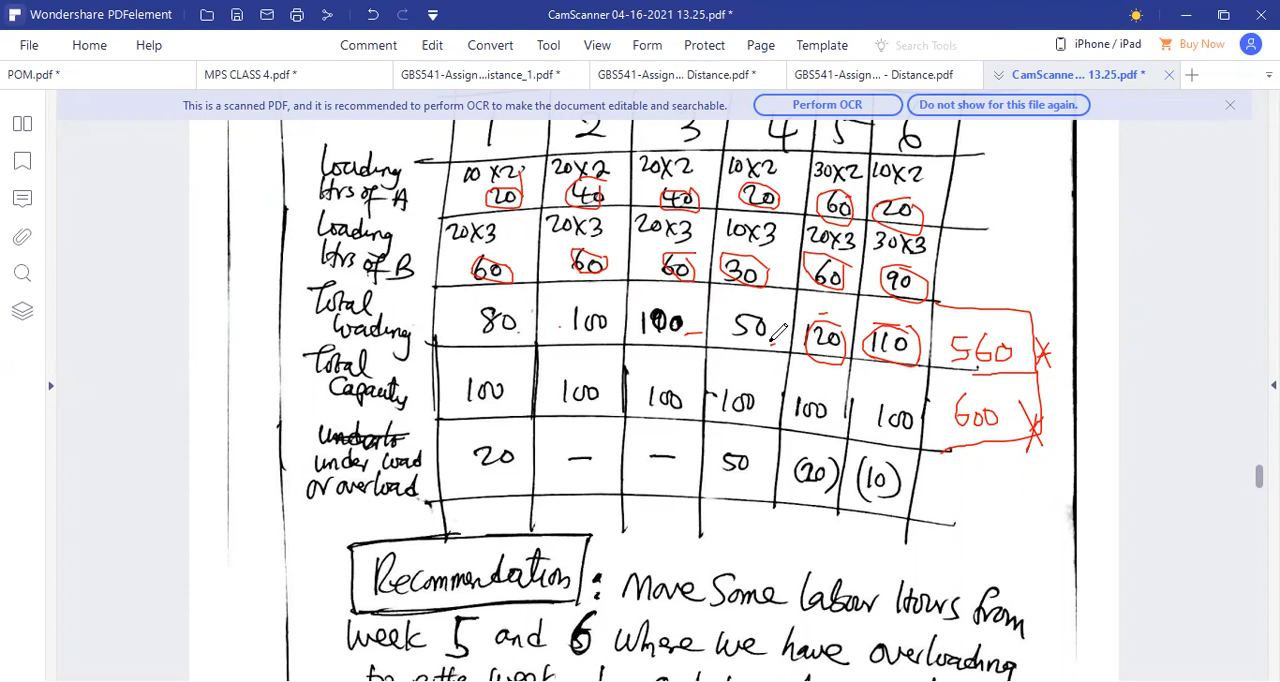 Wondershare PDFelement
CamScanner 04-16-2021 13.25.pdf *
File Home Help Comment Edit Convert Tool View Form Protect Page Template Search Tools iPhone / iPad Buy Now
POM.pdf * MPS CLASS 4.pdf * GBS541-Assign...istance_1.pdf * GBS541-Assign... Distance.pdf * GBS541-Assign... - Distance.pdf CamScanne... 13.25.pdf *
This is a scanned PDF, and it is recommended to perform OCR to make the document editable and searchable. Perform OCR Do not show for this file again.
1 2 3 4 5 6
Loading 10X2 20X2 20X2 10X2 30X2 10X2
Hrs of A 20 40 40 20 60 20
Loading 20X3 20X3 20X3 10X3 20X3 30X3
Hrs of B 60 60 60 30 60 90
Total
Loading 80 100 100 50 120 110 560
Total
Capacity 100 100 100 100 100 100 600
under load 20 — — 50 (20) (10)
or overload
Recommendation : Move Some labour Hours from
week 5 and 6 where we have overloading